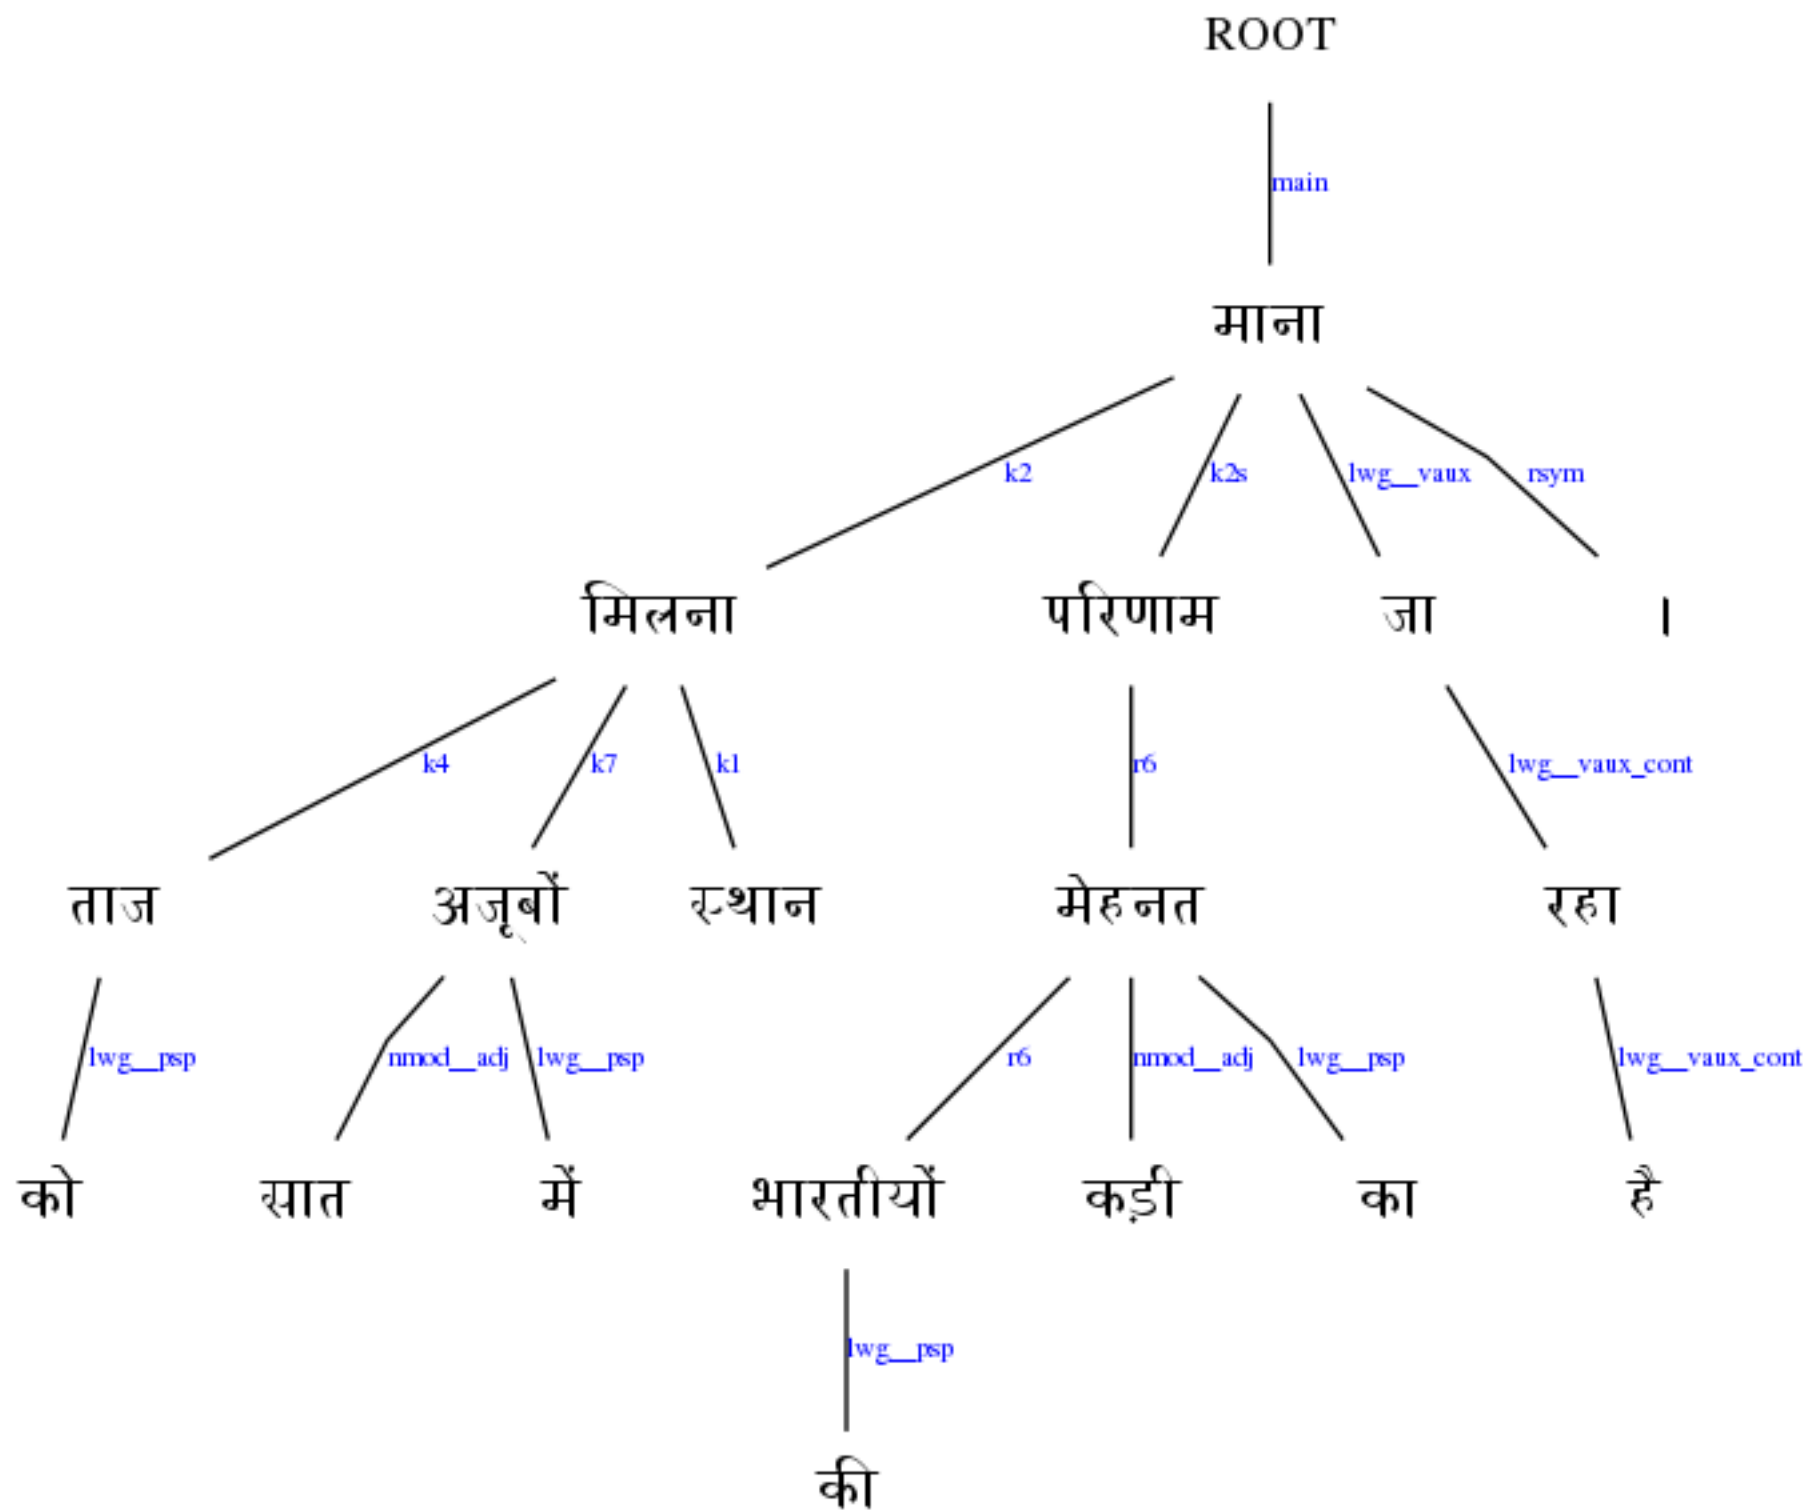 ROOT
main
माना
k2 k2s lwg__vaux rsym
मिलना परिणाम जा ।
k4 k7 k1 r6 lwg__vaux_cont
ताज अजूबों स्थान मेहनत रहा
lwg__psp nmod__adj lwg__psp r6 nmod__adj lwg__psp lwg__vaux_cont
को सात में भारतीयों कड़ी का है
lwg__psp
की